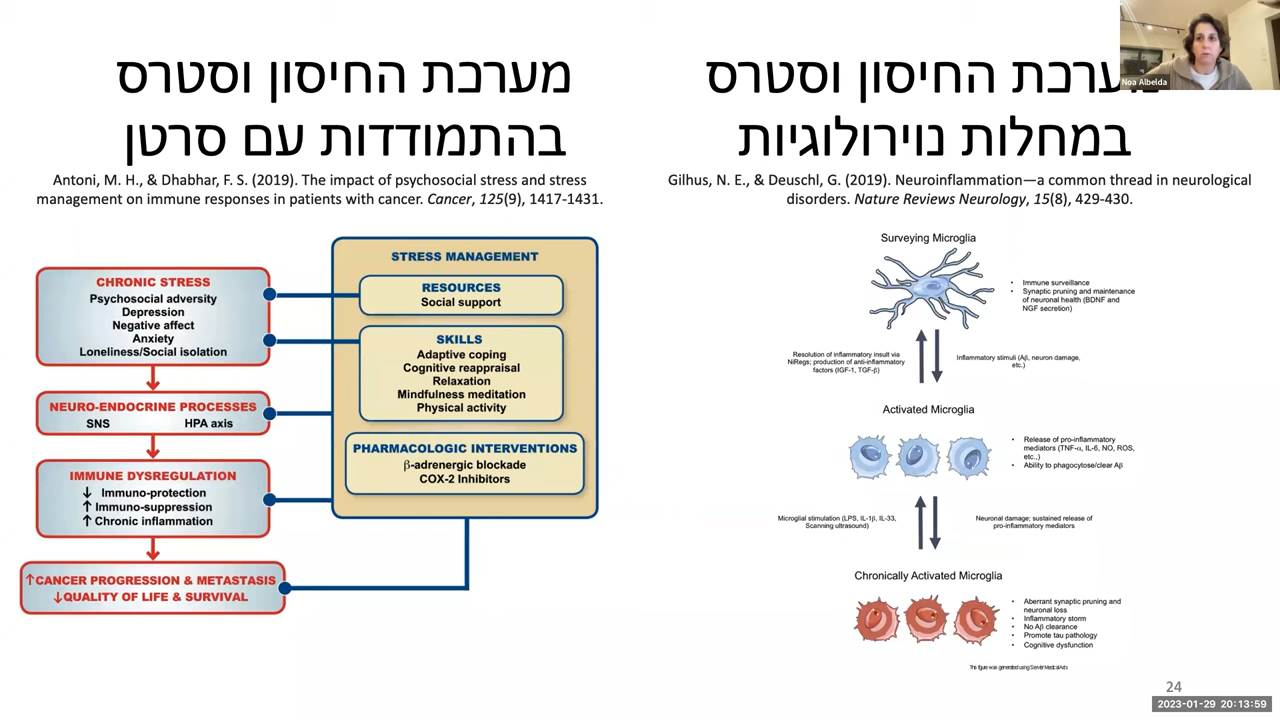 מערכת החיסון וסטרס
בהתמודדות עם סרטן
Antoni, M. H., & Dhabhar, F. S. (2019). The impact of psychosocial stress and stress
management on immune responses in patients with cancer. Cancer, 125(9), 1417-1431.
CHRONIC STRESS
Psychosocial adversity
Depression
Negative affect
Anxiety
Loneliness/Social isolation
NEURO-ENDOCRINE PROCESSES
SNS HPA axis
IMMUNE DYSREGULATION
↓ Immuno-protection
↑ Immuno-suppression
↑ Chronic inflammation
↑CANCER PROGRESSION & METASTASIS
↓QUALITY OF LIFE & SURVIVAL
STRESS MANAGEMENT
RESOURCES
Social support
SKILLS
Adaptive coping
Cognitive reappraisal
Relaxation
Mindfulness meditation
Physical activity
PHARMACOLOGIC INTERVENTIONS
β-adrenergic blockade
COX-2 Inhibitors
מערכת החיסון וסטרס
במחלות נוירולוגיות
Gilhus, N. E., & Deuschl, G. (2019). Neuroinflammation—a common thread in neurological
disorders. Nature Reviews Neurology, 15(8), 429-430.
Surveying Microglia
• Immune surveillance
• Synaptic pruning and maintenance
of neuronal health (BDNF and
NGF secretion)
Resolution of inflammatory insult via
NiRegs; production of anti-inflammatory
factors (IGF-1, TGF-β)
Inflammatory stimuli (Aβ, neuron damage,
etc.)
Activated Microglia
• Release of pro-inflammatory
mediators (TNF-α, IL-6, NO, ROS,
etc.,)
• Ability to phagocytose/clear Aβ
Microglial stimulation (LPS, IL-1β, IL-33,
Scanning ultrasound)
Neuronal damage; sustained release of
pro-inflammatory mediators
Chronically Activated Microglia
• Aberrant synaptic pruning and
neuronal loss
• Inflammatory storm
• No Aβ clearance
• Promote tau pathology
• Cognitive dysfunction
This figure was generated using Servier Medical Arts
24
Noa Albelda
2023-01-29 20:13:59